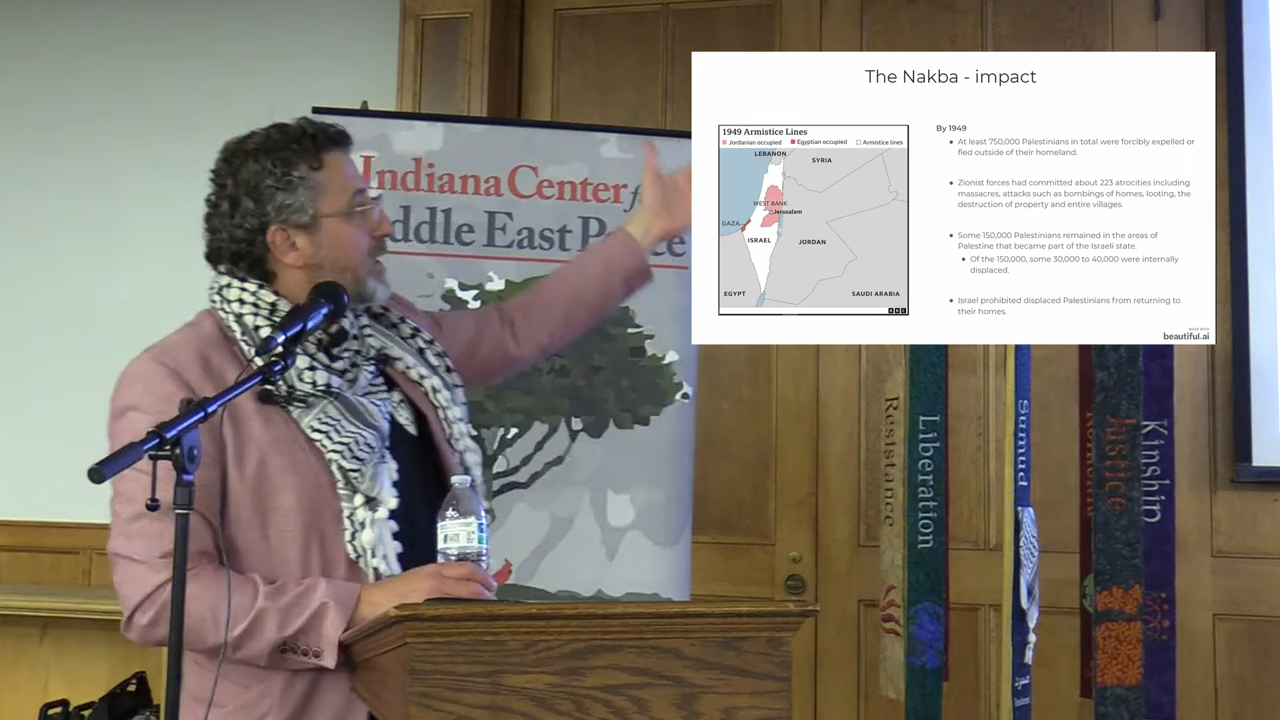 Indiana Center
ddle East P ce
The Nakba - impact
1949 Armistice Lines
Jordanian occupied Egyptian occupied Armistice lines
LEBANON
SYRIA
WEST BANK
Jerusalem
GAZA
ISRAEL
JORDAN
EGYPT
SAUDI ARABIA
BBC
By 1949
• At least 750,000 Palestinians in total were forcibly expelled or
fled outside of their homeland.
• Zionist forces had committed about 223 atrocities including
massacres, attacks such as bombings of homes, looting, the
destruction of property and entire villages.
• Some 150,000 Palestinians remained in the areas of
Palestine that became part of the Israeli state.
• Of the 150,000, some 30,000 to 40,000 were internally
displaced.
• Israel prohibited displaced Palestinians from returning to
their homes.
MADE WITH
beautiful.ai
Resistance
Liberation
Sumud
Justice
Kinship